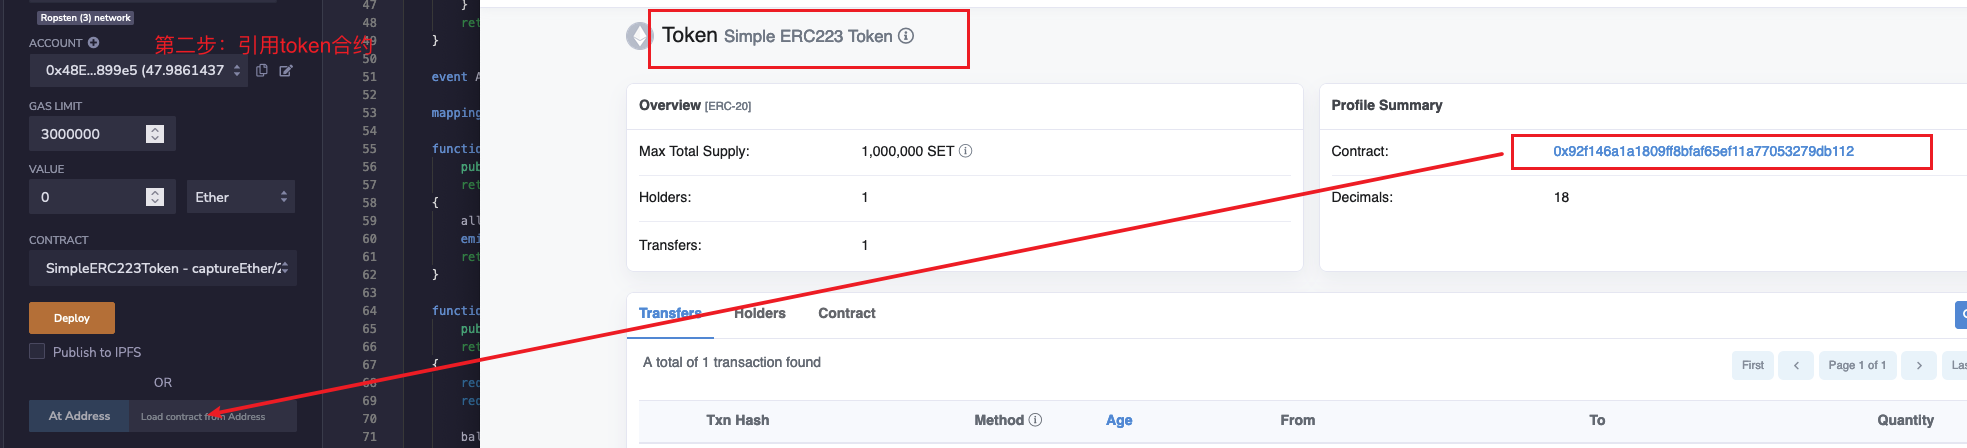 Ropsten (3) network
ACCOUNT
第二步：引用token合约
0x48E...899e5 (47.9861437
GAS LIMIT
3000000
VALUE
0
Ether
CONTRACT
SimpleERC223Token - captureEther/2
Deploy
Publish to IPFS
OR
At Address
Load contract from Address
47 }
48 ret
49 }
50
51 event A
52
53 mapping
54
55 functio
56 pub
57 ret
58 {
59 all
60 emi
61 ret
62 }
63
64 functio
65 pub
66 ret
67 {
68 rec
69 rec
70
71 bal
Token Simple ERC223 Token
Overview [ERC-20]
Max Total Supply: 1,000,000 SET
Holders: 1
Transfers: 1
Profile Summary
Contract: 0x92f146a1a1809ff8bfaf65ef11a77053279db112
Decimals: 18
Transfers Holders Contract
A total of 1 transaction found
First < Page 1 of 1 > Las
Txn Hash Method Age From To Quantity